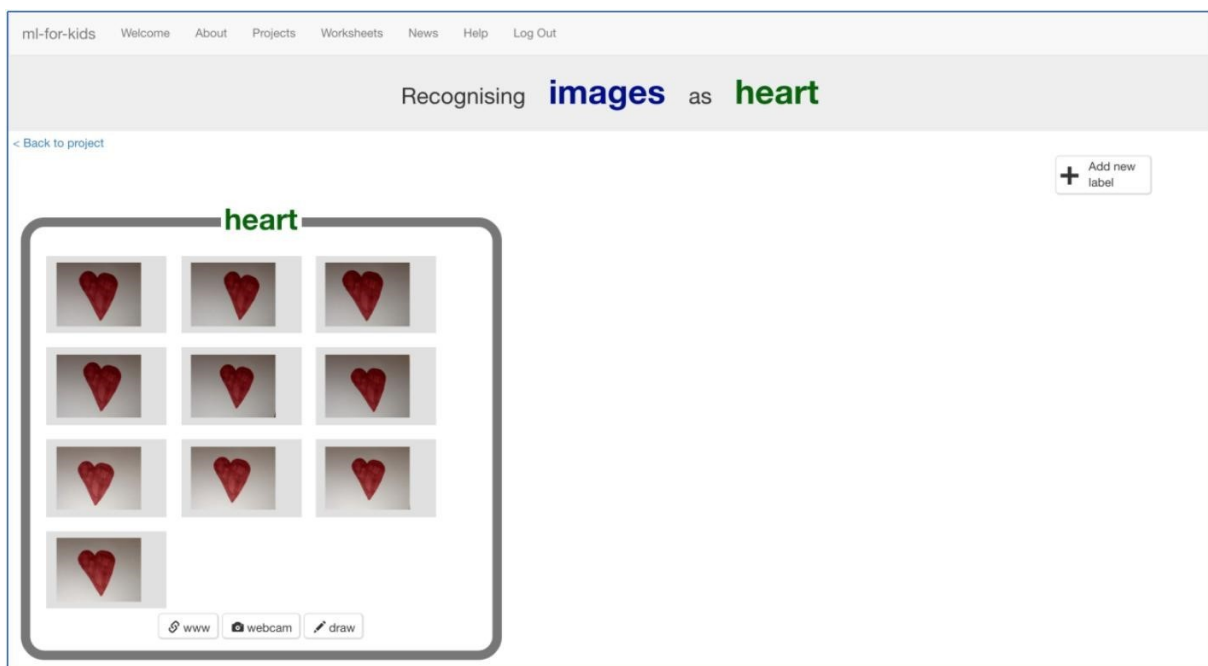 ml-for-kids Welcome About Projects Worksheets News Help Log Out
Recognising images as heart
< Back to project
Add new
label
heart
www webcam draw